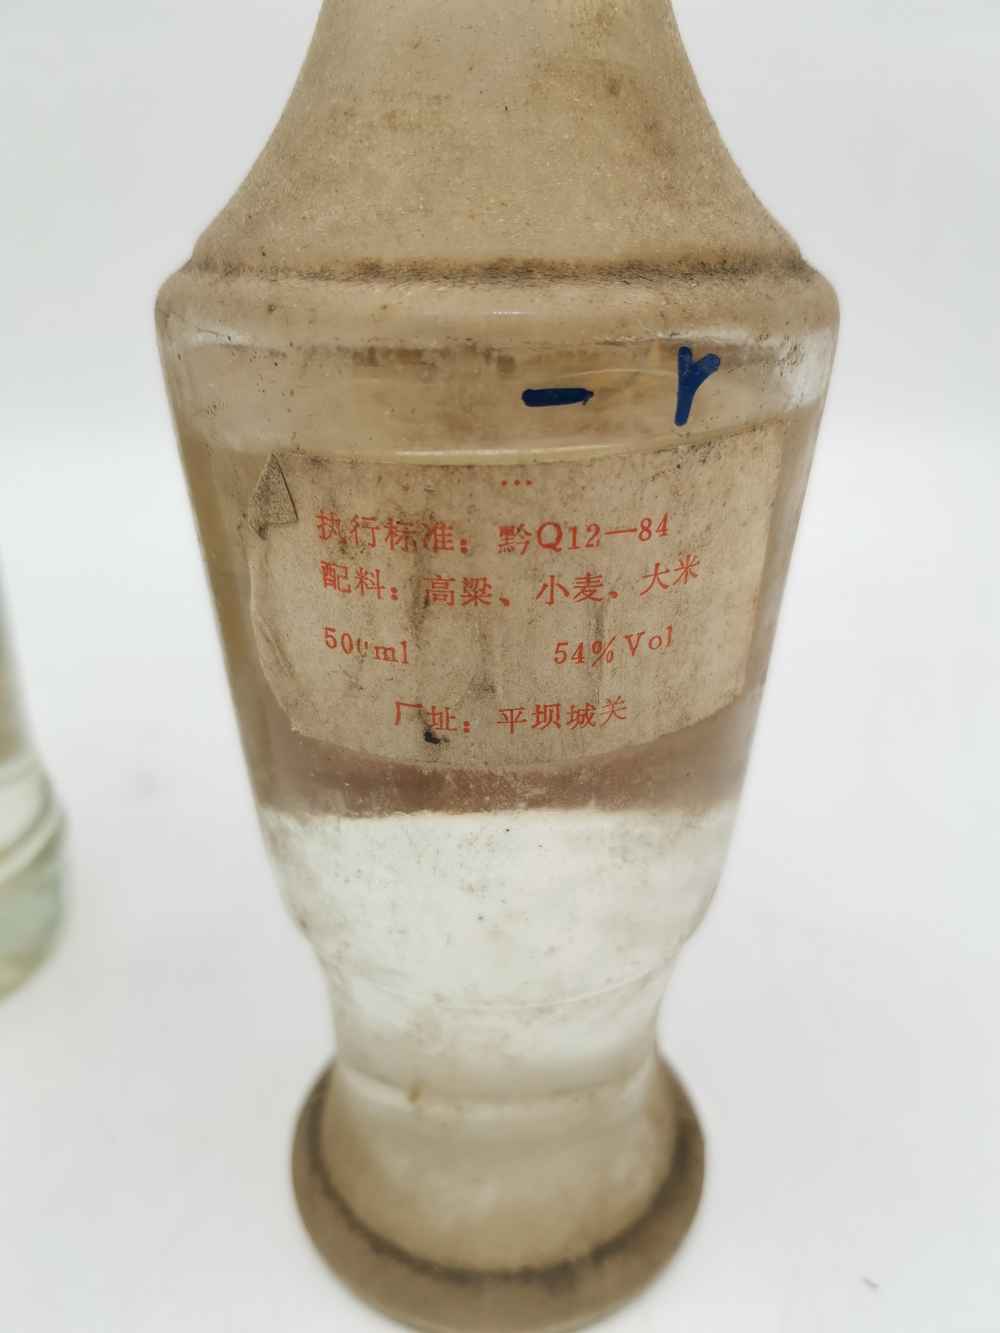 执行标准：黔Q12—84
配料：高粱、小麦、大米
500ml 54%Vol
厂址：平坝城关